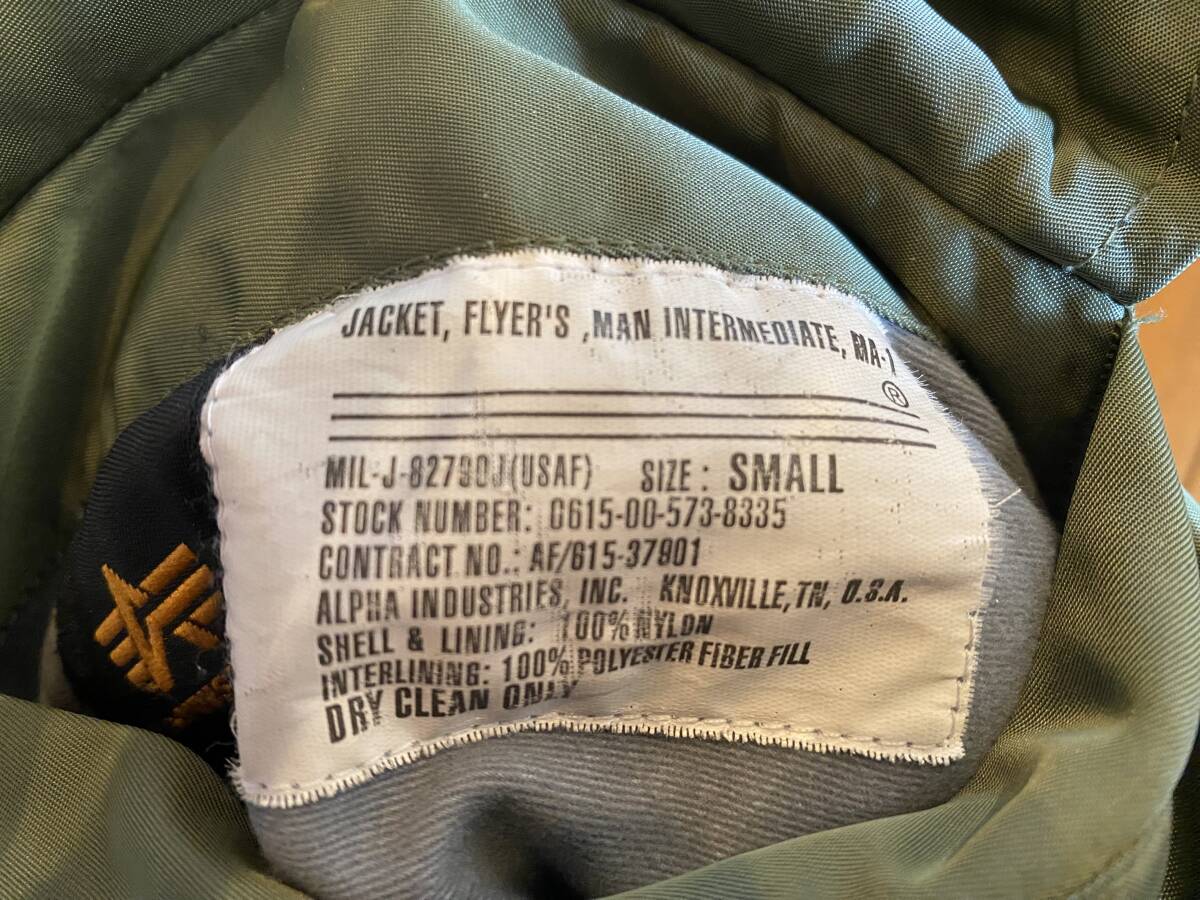 JACKET, FLYER'S ,MAN INTERMEDIATE, MA-1
®
MIL-J-82790J(USAF) SIZE: SMALL
STOCK NUMBER: 0615-00-573-8335
CONTRACT NO.: AF/615-37901
ALPHA INDUSTRIES, INC. KNOXVILLE, TN, U.S.A.
SHELL & LINING: 100% NYLON
INTERLINING: 100% POLYESTER FIBER FILL
DRY CLEAN ONLY